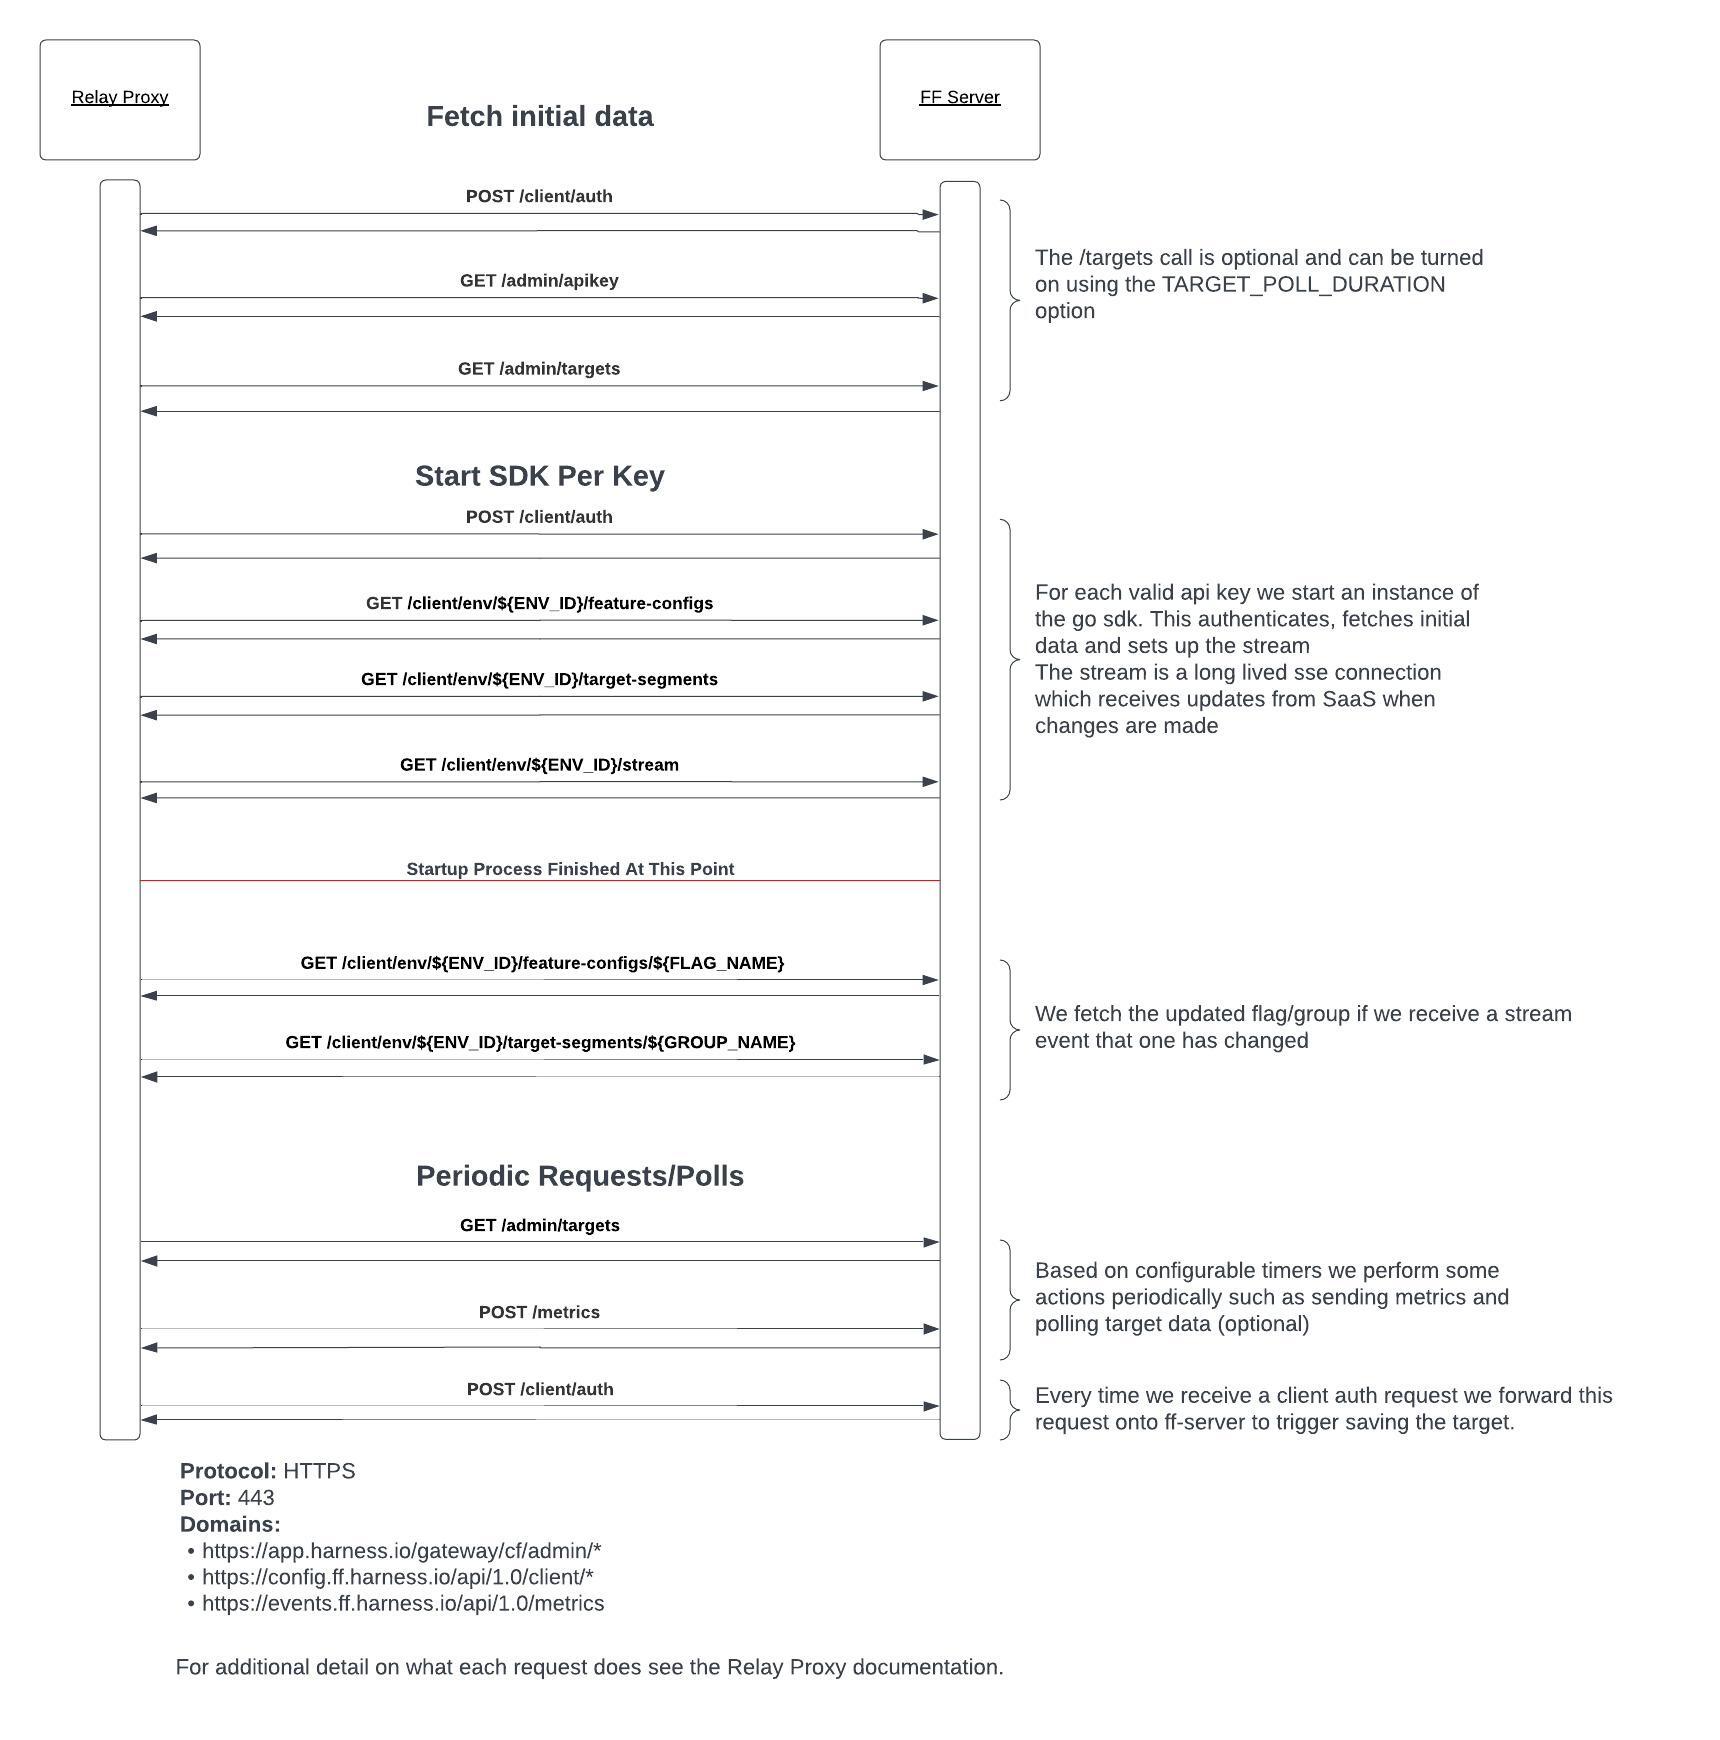 Relay Proxy
FF Server
Fetch initial data
POST /client/auth
GET /admin/apikey
GET /admin/targets
The /targets call is optional and can be turned
on using the TARGET_POLL_DURATION
option
Start SDK Per Key
POST /client/auth
GET /client/env/${ENV_ID}/feature-configs
GET /client/env/${ENV_ID}/target-segments
GET /client/env/${ENV_ID}/stream
For each valid api key we start an instance of
the go sdk. This authenticates, fetches initial
data and sets up the stream
The stream is a long lived sse connection
which receives updates from SaaS when
changes are made
Startup Process Finished At This Point
GET /client/env/${ENV_ID}/feature-configs/${FLAG_NAME}
GET /client/env/${ENV_ID}/target-segments/${GROUP_NAME}
We fetch the updated flag/group if we receive a stream
event that one has changed
Periodic Requests/Polls
GET /admin/targets
POST /metrics
Based on configurable timers we perform some
actions periodically such as sending metrics and
polling target data (optional)
POST /client/auth
Every time we receive a client auth request we forward this
request onto ff-server to trigger saving the target.
Protocol: HTTPS
Port: 443
Domains:
• https://app.harness.io/gateway/cf/admin/*
• https://config.ff.harness.io/api/1.0/client/*
• https://events.ff.harness.io/api/1.0/metrics
For additional detail on what each request does see the Relay Proxy documentation.